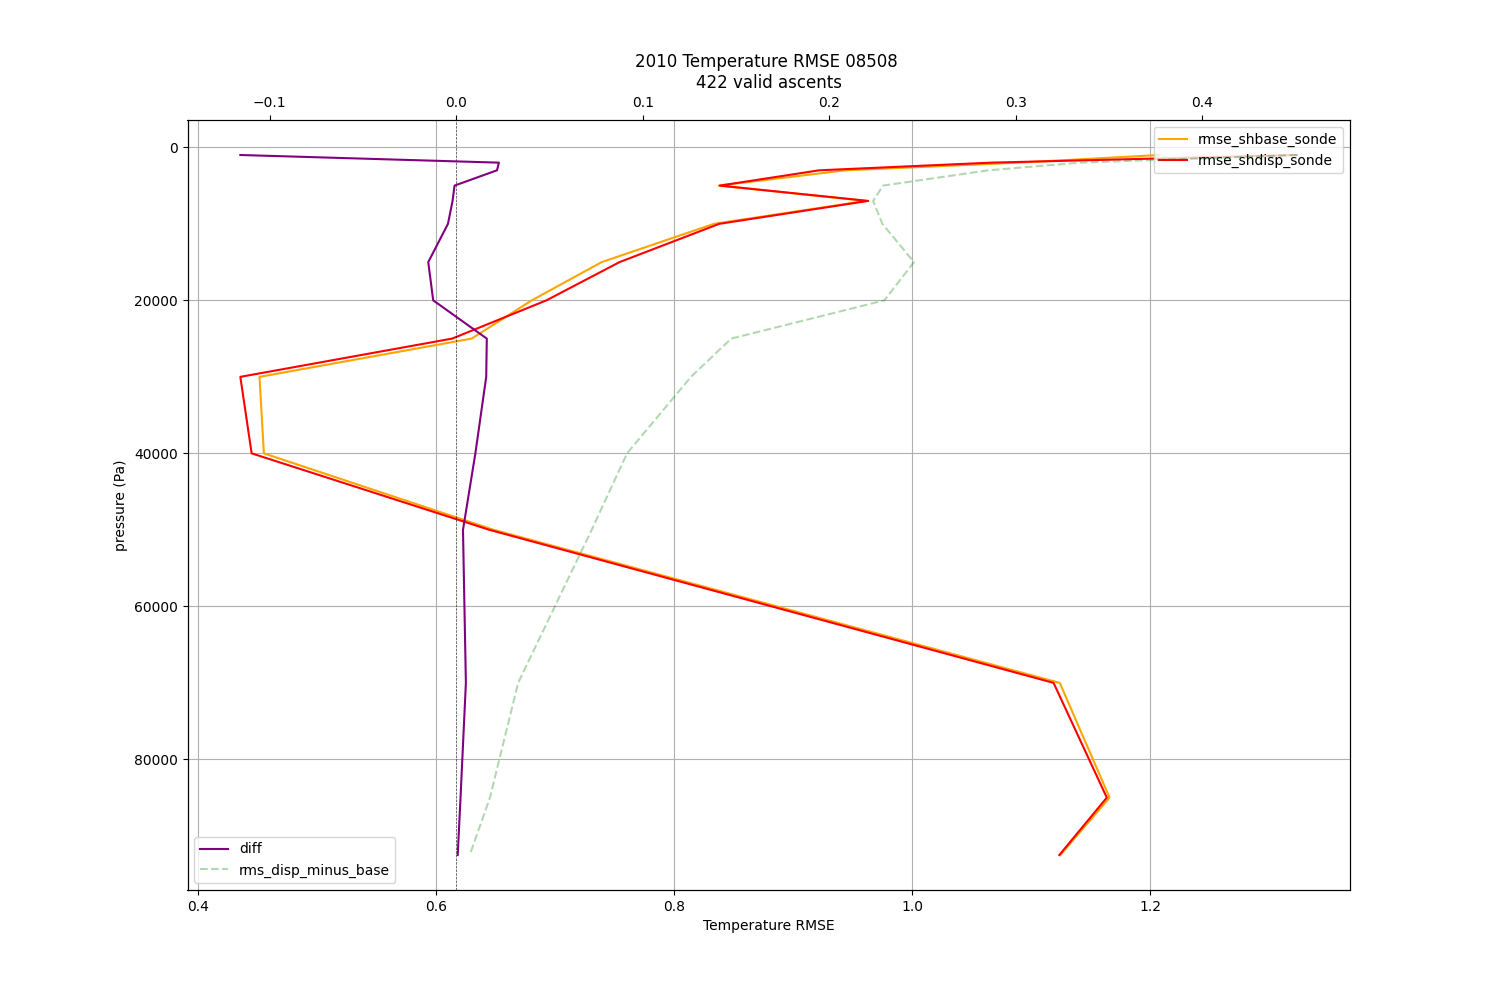 2010 Temperature RMSE 08508
422 valid ascents
−0.1 0.0 0.1 0.2 0.3 0.4
rmse_shbase_sonde
rmse_shdisp_sonde
0
20000
40000
60000
80000
pressure (Pa)
diff
rms_disp_minus_base
0.4 0.6 0.8 1.0 1.2
Temperature RMSE